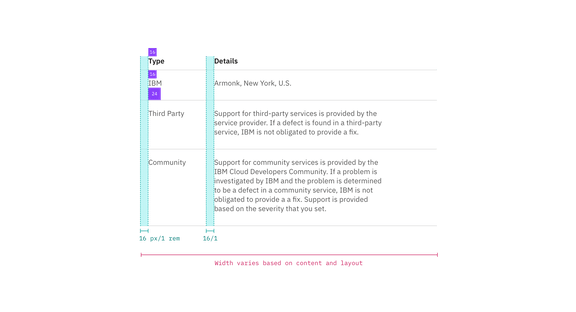 16
Type
Details
16
IBM
Armonk, New York, U.S.
24
Third Party
Support for third-party services is provided by the
service provider. If a defect is found in a third-party
service, IBM is not obligated to provide a fix.
Community
Support for community services is provided by the
IBM Cloud Developers Community. If a problem is
investigated by IBM and the problem is determined
to be a defect in a community service, IBM is not
obligated to provide a a fix. Support is provided
based on the severity that you set.
16 px/1 rem
16/1
Width varies based on content and layout